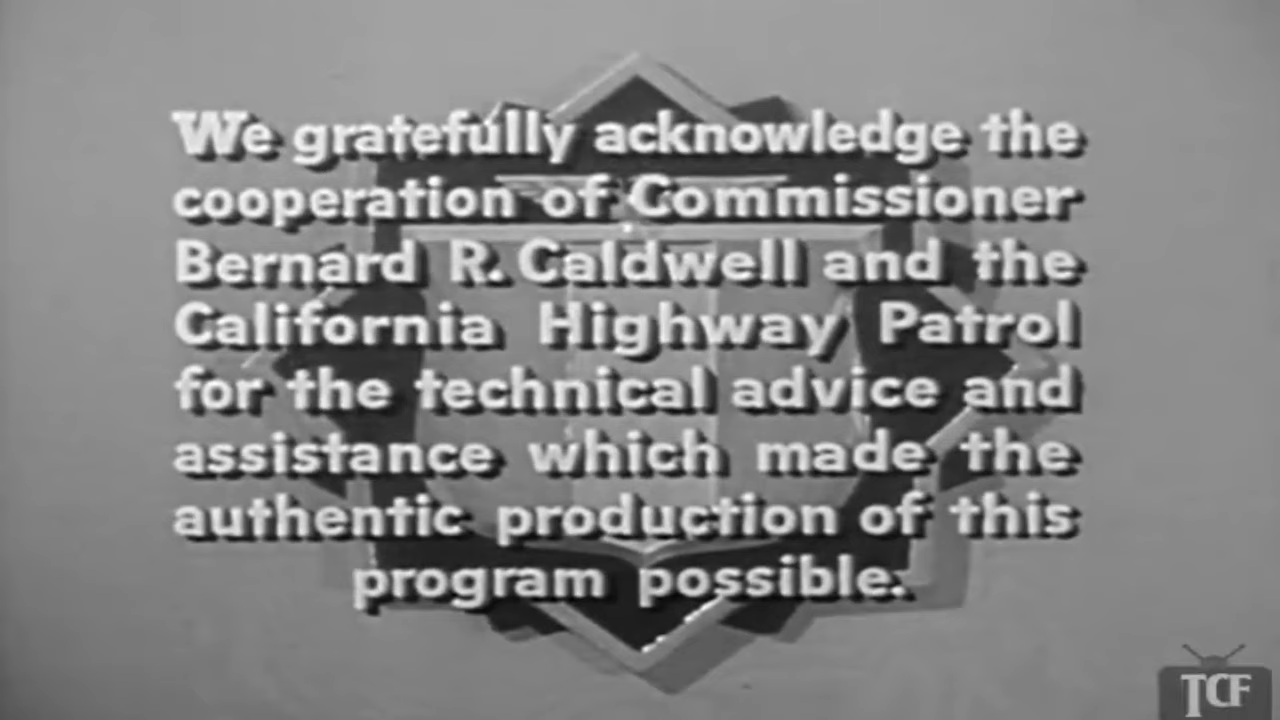 We gratefully acknowledge the
cooperation of Commissioner
Bernard R. Caldwell and the
California Highway Patrol
for the technical advice and
assistance which made the
authentic production of this
program possible.
TCF